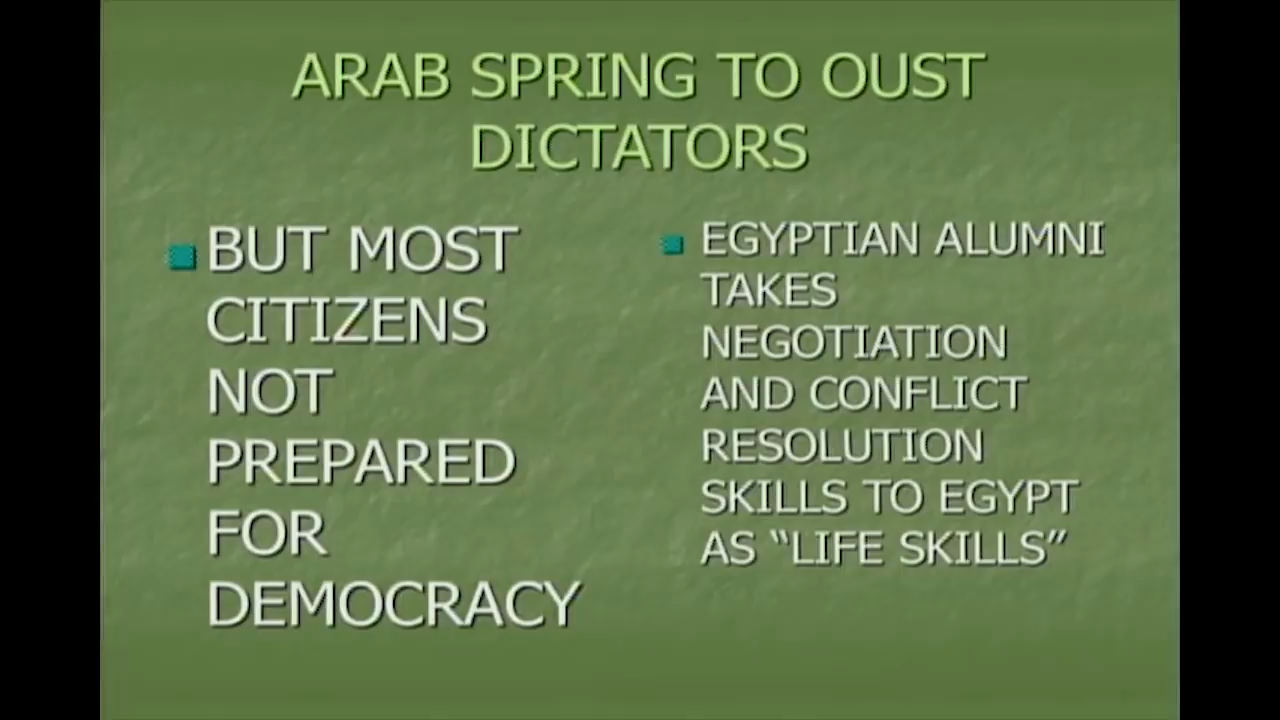 ARAB SPRING TO OUST
DICTATORS
BUT MOST
CITIZENS
NOT
PREPARED
FOR
DEMOCRACY
EGYPTIAN ALUMNI
TAKES
NEGOTIATION
AND CONFLICT
RESOLUTION
SKILLS TO EGYPT
AS “LIFE SKILLS”